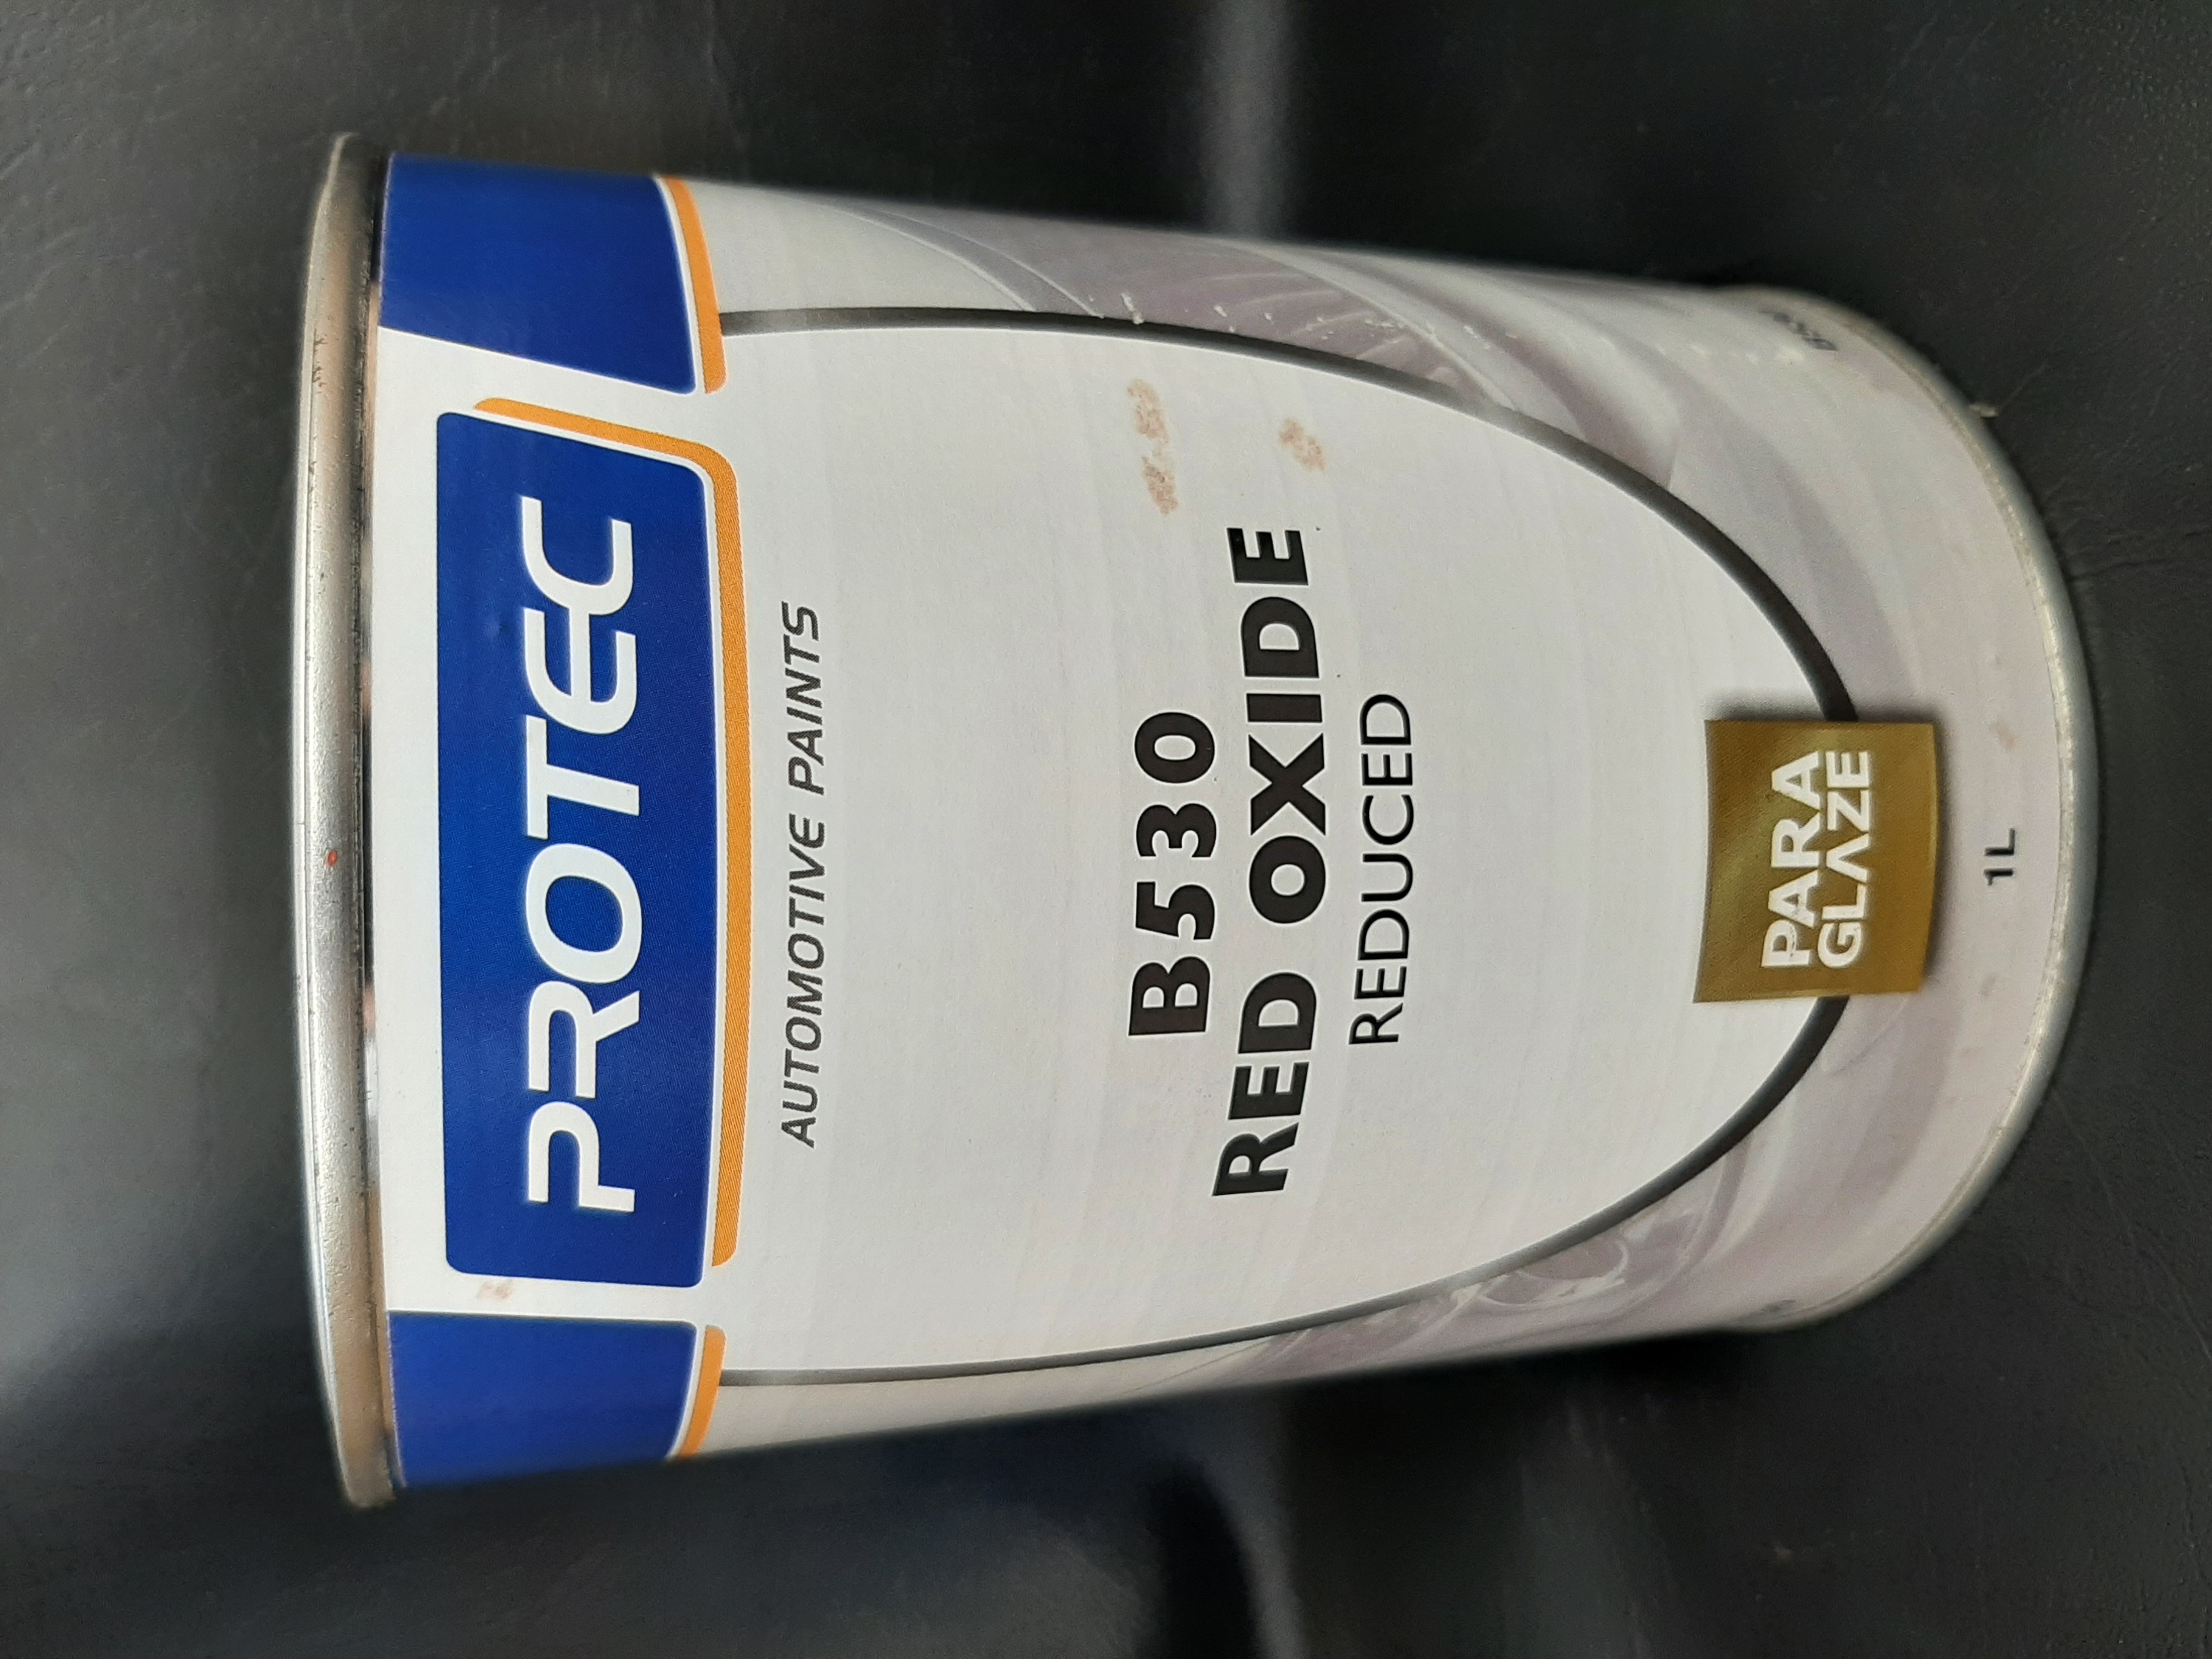 PROTEC
AUTOMOTIVE PAINTS
B530
RED OXIDE
REDUCED
PARA
GLAZE
1L